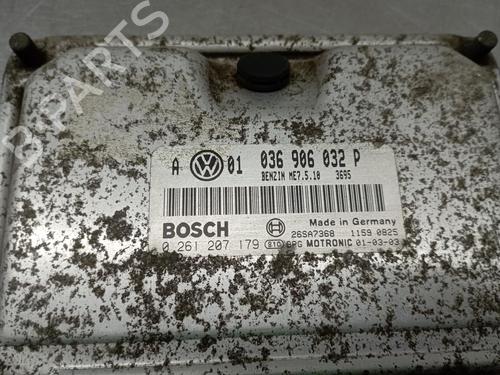 A 01 036 906 032 P
BENZIN ME7.5.10 3695
BOSCH
Made in Germany
26SA7368 1159 0825
0 261 207 179 BPG MOTRONIC 01-03-03
B-PARTS